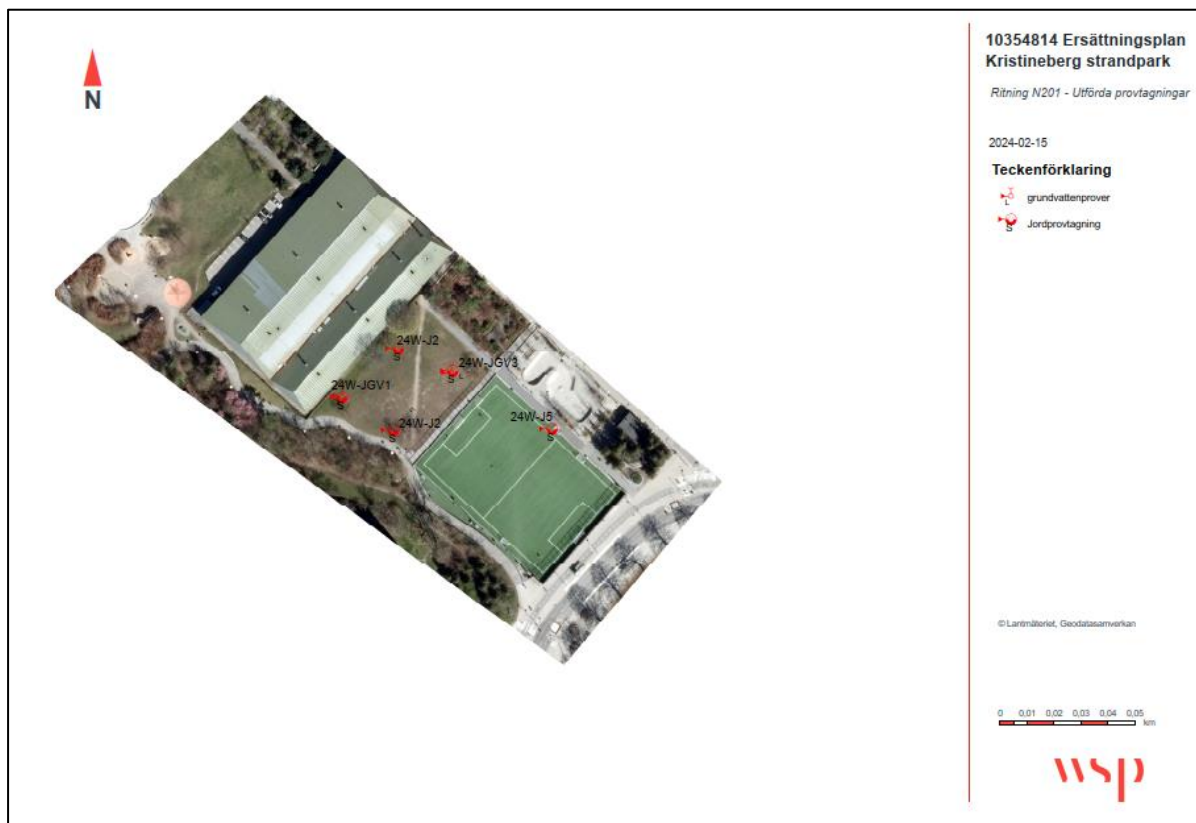 N
10354814 Ersättningsplan
Kristineberg strandpark
Ritning N201 - Utförda provtagningar
2024-02-15
Teckenförklaring
L grundvattenprover
S Jordprovtagning
24W-J2
S
24W-JGV3
S L
24W-JGV1
S
24W-J2
S
24W-J5
S
© Lantmäteriet, Geodatasamverkan
0 0,01 0,02 0,03 0,04 0,05
km
wsp